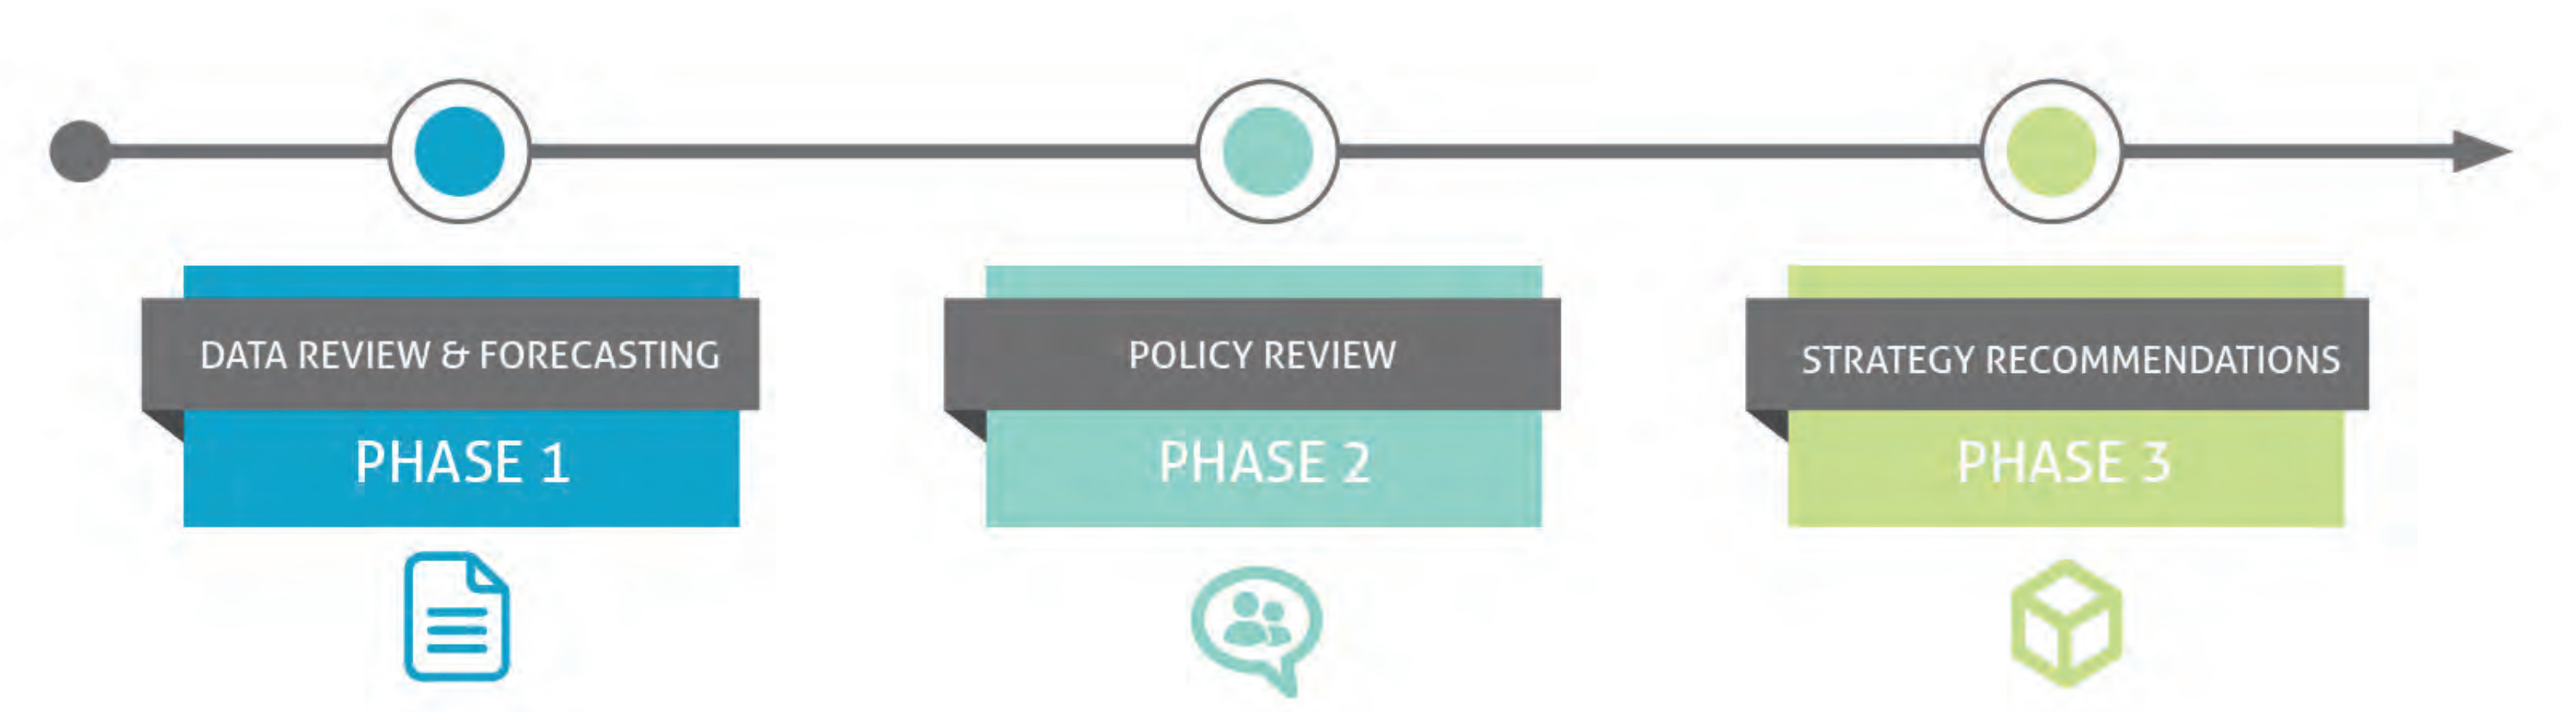 DATA REVIEW & FORECASTING
PHASE 1
POLICY REVIEW
PHASE 2
STRATEGY RECOMMENDATIONS
PHASE 3